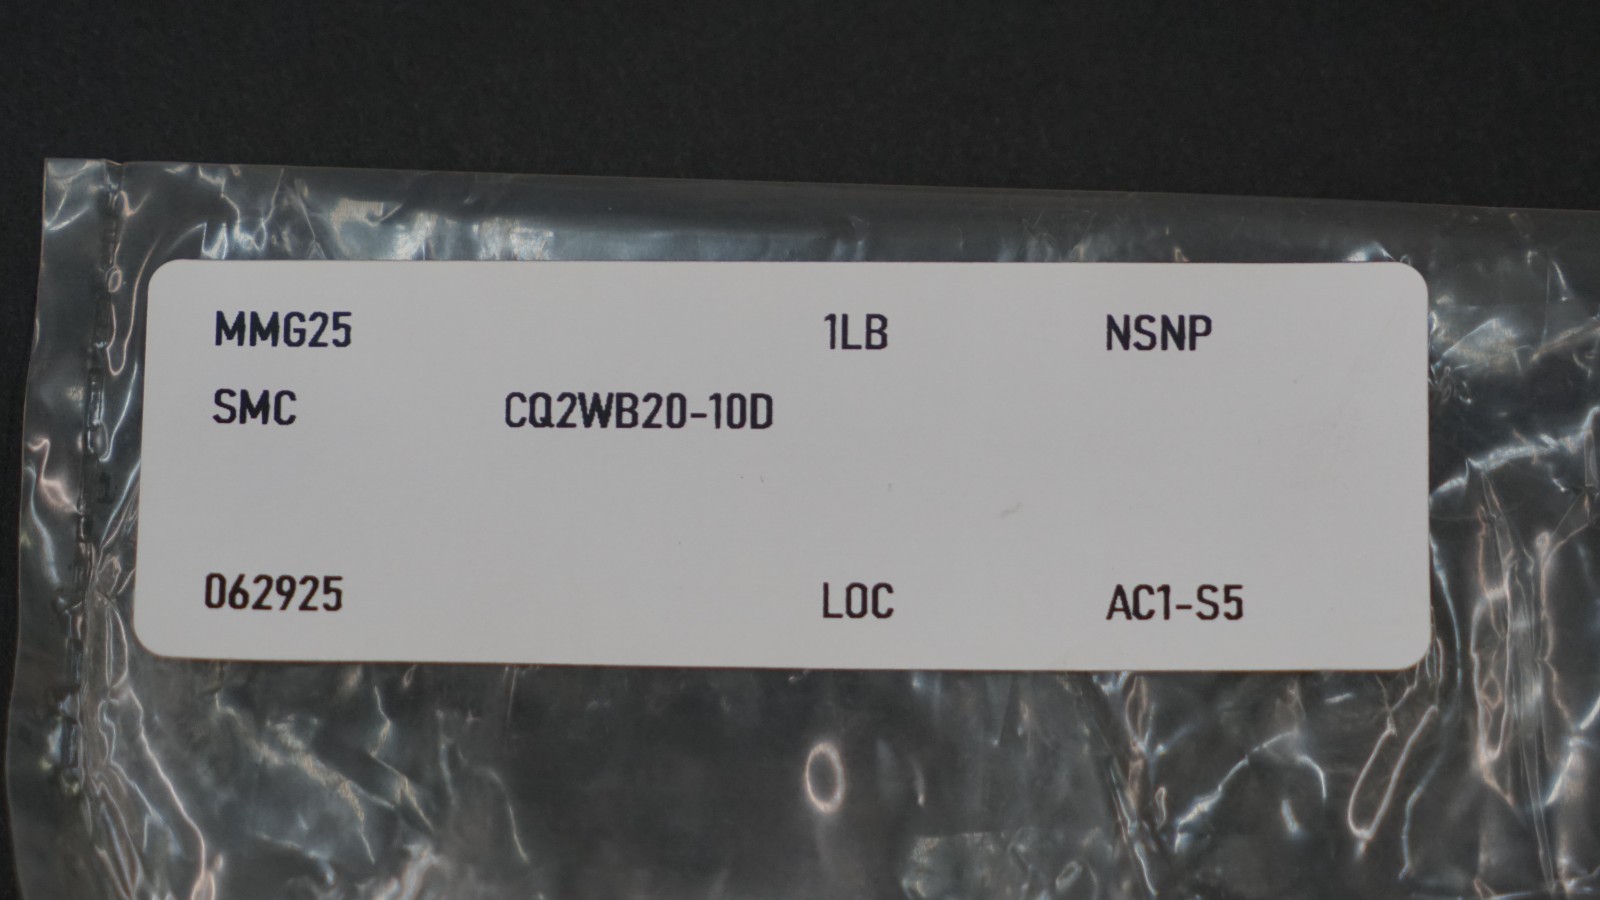 MMG25 1LB NSNP
SMC CQ2WB20-10D
062925 LOC AC1-S5